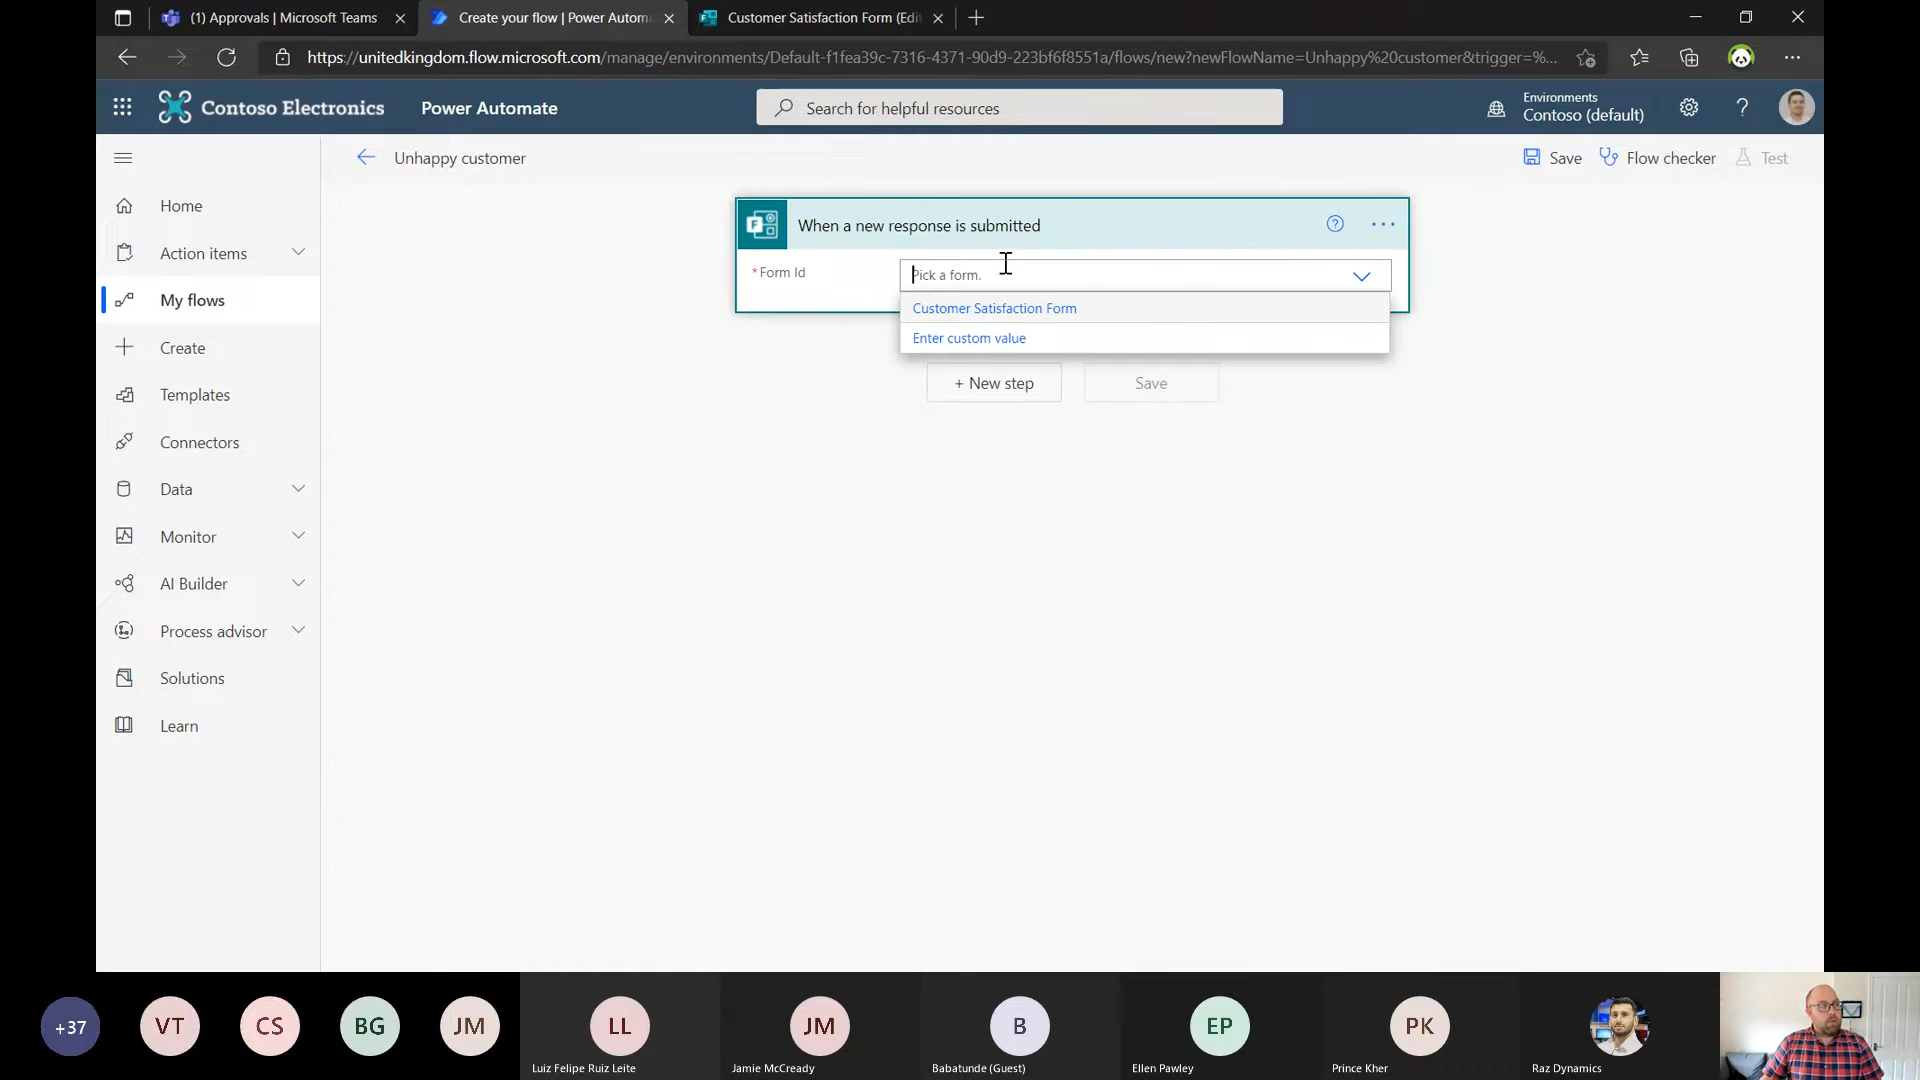 (1) Approvals | Microsoft Teams
Create your flow | Power Autom
Customer Satisfaction Form (Edi
https://unitedkingdom.flow.microsoft.com/manage/environments/Default-f1fea39c-7316-4371-90d9-223bf6f8551a/flows/new?newFlowName=Unhappy%20customer&trigger=%...
Contoso Electronics
Power Automate
Search for helpful resources
Environments
Contoso (default)
Unhappy customer
Save
Flow checker
Test
Home
Action items
My flows
Create
Templates
Connectors
Data
Monitor
AI Builder
Process advisor
Solutions
Learn
When a new response is submitted
* Form Id
Pick a form.
Customer Satisfaction Form
Enter custom value
+ New step
Save
+37
VT
CS
BG
JM
LL
JM
B
EP
PK
Luiz Felipe Ruiz Leite
Jamie McCready
Babatunde (Guest)
Ellen Pawley
Prince Kher
Raz Dynamics